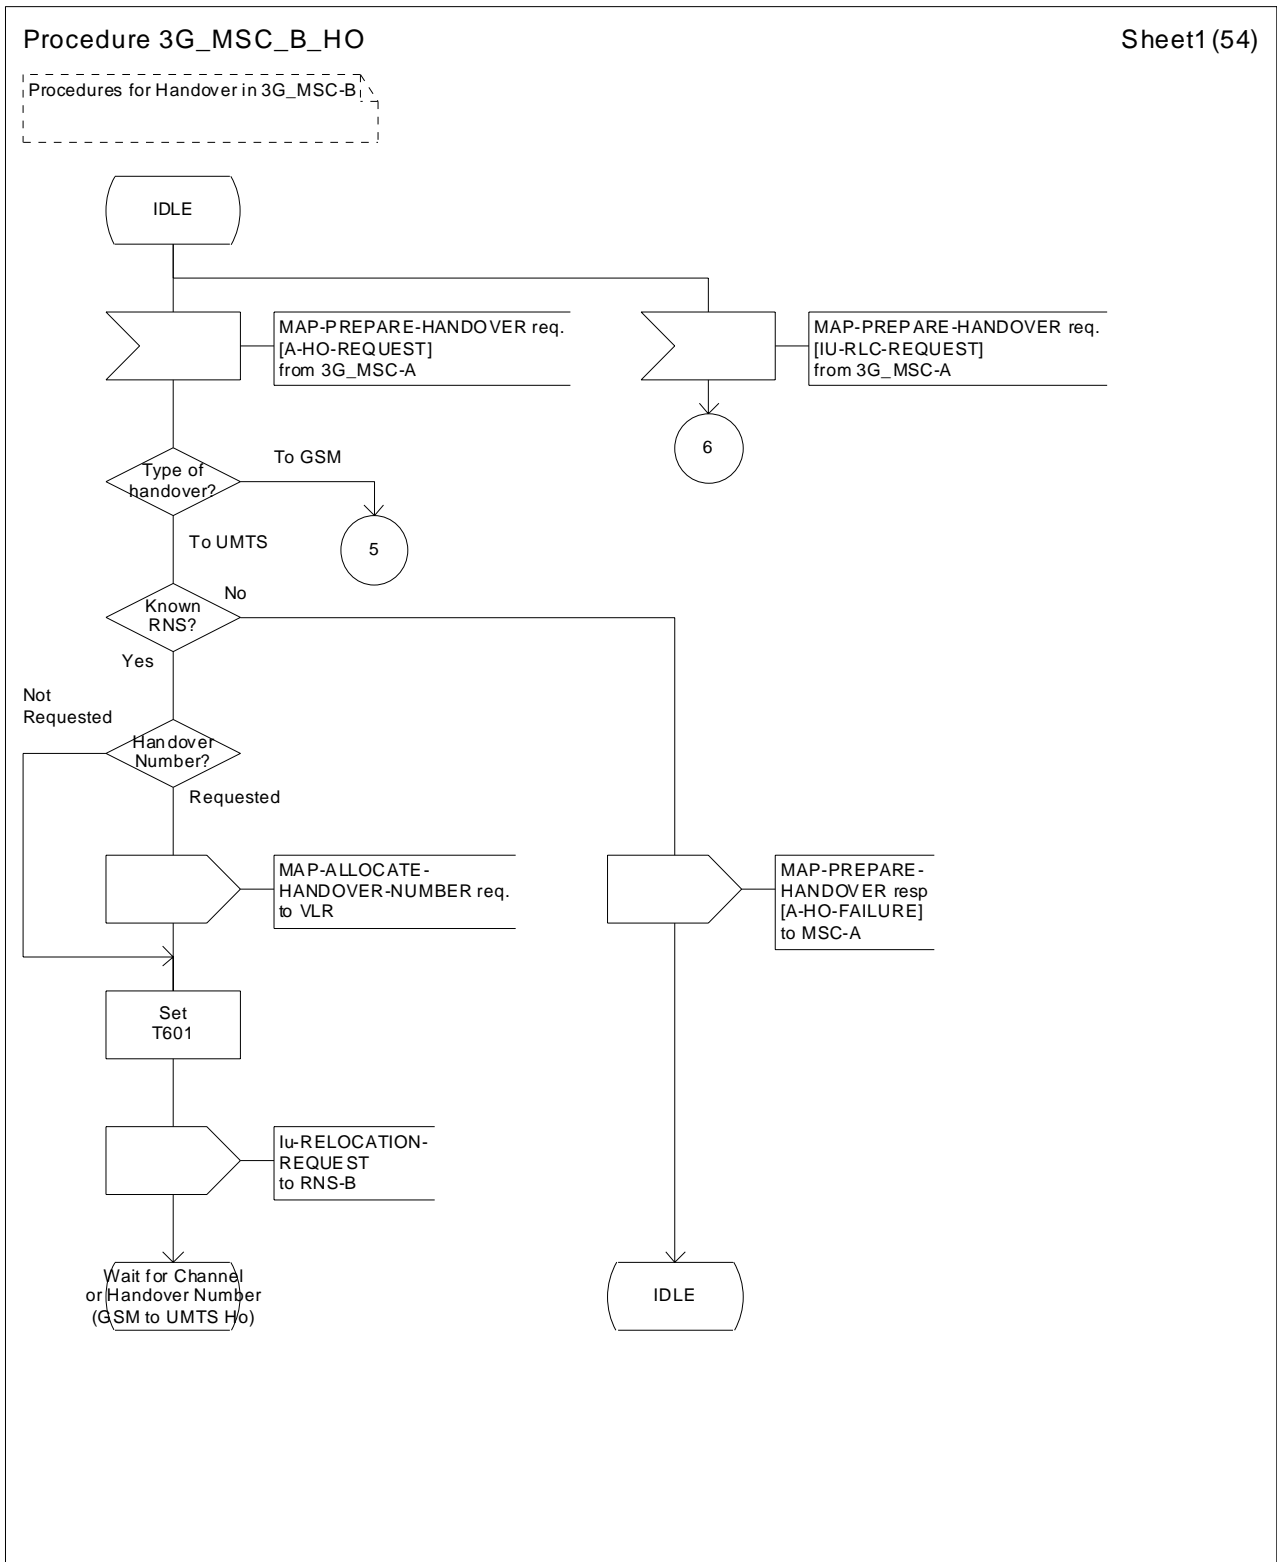 Procedure 3G_MSC_B_HO
Sheet1 (54)
Procedures for Handover in 3G_MSC-B
IDLE
MAP-PREPARE-HANDOVER req.
[A-HO-REQUEST]
from 3G_MSC-A
MAP-PREPARE-HANDOVER req.
[IU-RLC-REQUEST]
from 3G_MSC-A
6
Type of
handover?
To GSM
5
To UMTS
Known
RNS?
No
Yes
Not
Requested
Handover
Number?
Requested
MAP-ALLOCATE-
HANDOVER-NUMBER req.
to VLR
MAP-PREPARE-
HANDOVER resp
[A-HO-FAILURE]
to MSC-A
Set
T601
Iu-RELOCATION-
REQUEST
to RNS-B
Wait for Channel
or Handover Number
(GSM to UMTS Ho)
IDLE